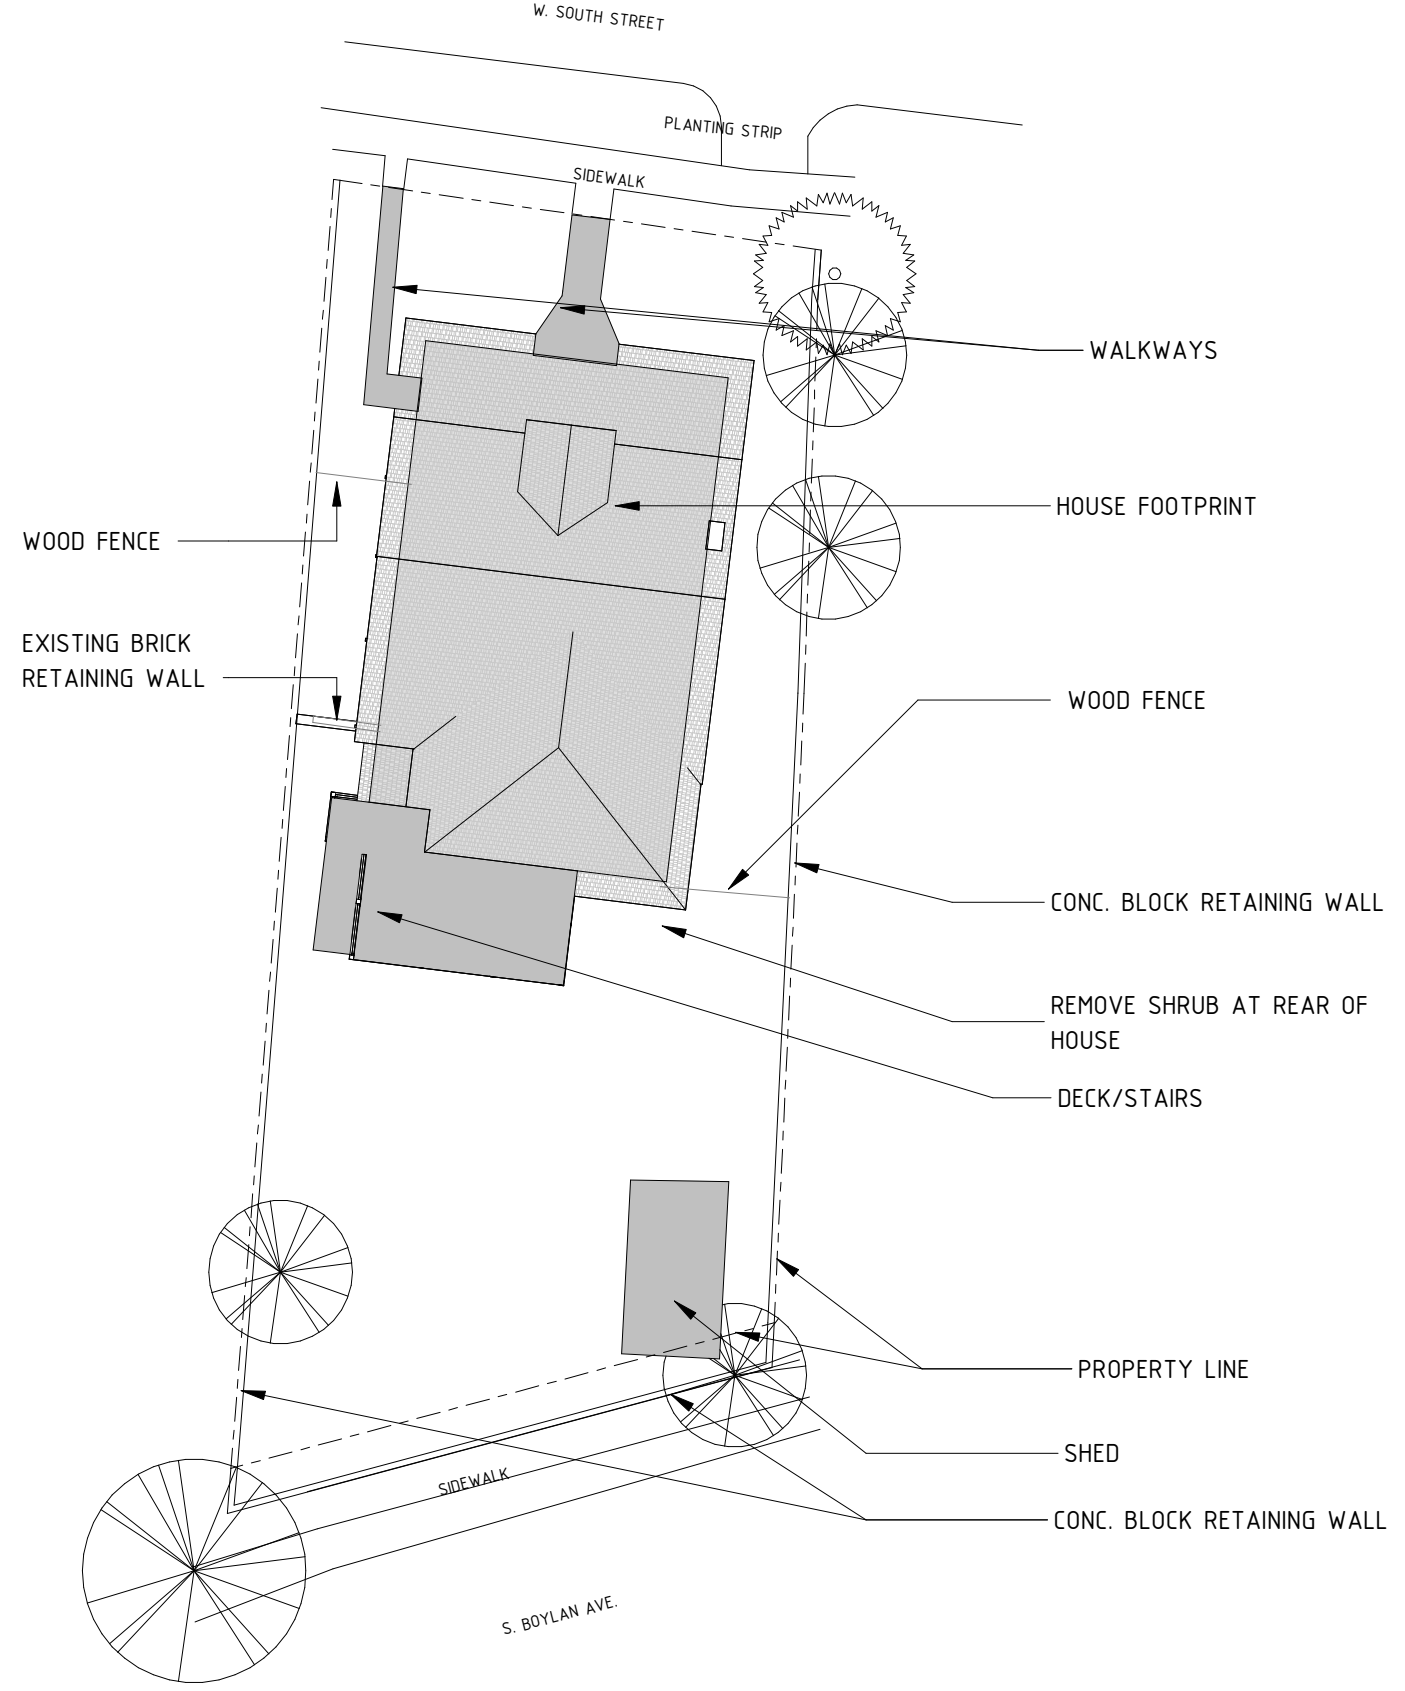 W. SOUTH STREET
PLANTING STRIP
SIDEWALK
WALKWAYS
HOUSE FOOTPRINT
WOOD FENCE
EXISTING BRICK
RETAINING WALL
WOOD FENCE
CONC. BLOCK RETAINING WALL
REMOVE SHRUB AT REAR OF
HOUSE
DECK/STAIRS
PROPERTY LINE
SHED
SIDEWALK
CONC. BLOCK RETAINING WALL
S. BOYLAN AVE.